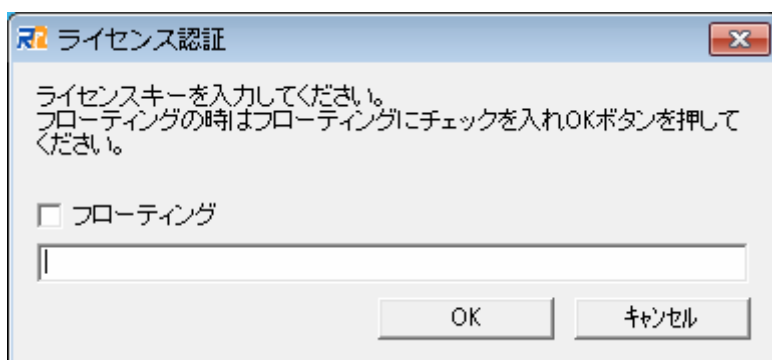 ライセンス認証
ライセンスキーを入力してください。
フローティングの時はフローティングにチェックを入れOKボタンを押して
ください。
フローティング
OK
キャンセル